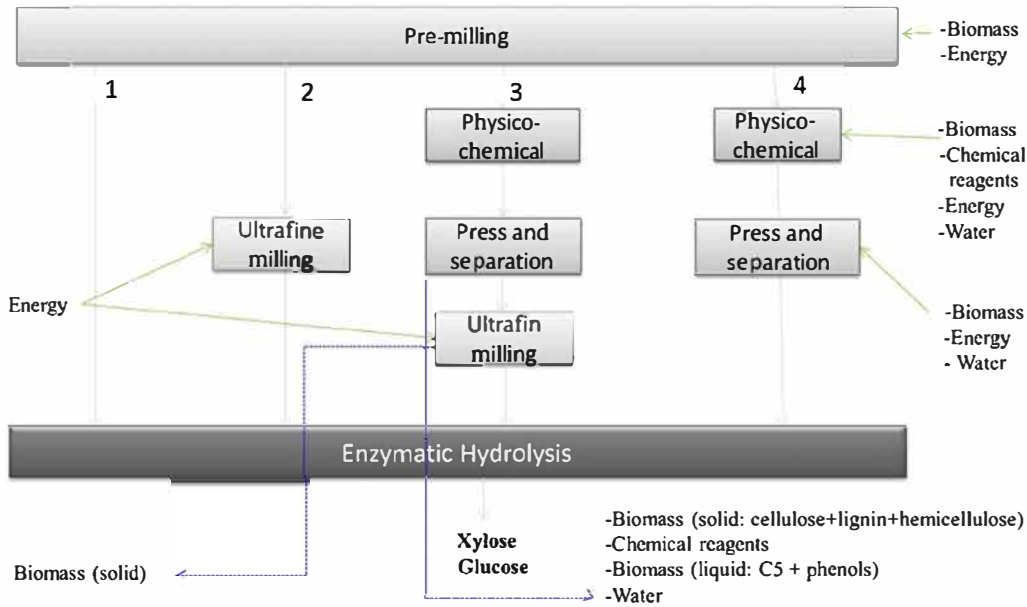 Pre-milling
-Biomass
-Energy
1
2
3
4
Physico-
chemical
Physico-
chemical
-Biomass
-Chemical
reagents
-Energy
-Water
Ultrafine
milling
Press and
separation
Press and
separation
Energy
Ultrafin
milling
-Biomass
-Energy
- Water
Enzymatic Hydrolysis
Xylose
Glucose
-Biomass (solid: cellulose+lignin+hemicellulose)
-Chemical reagents
-Biomass (liquid: C5 + phenols)
-Water
Biomass (solid)